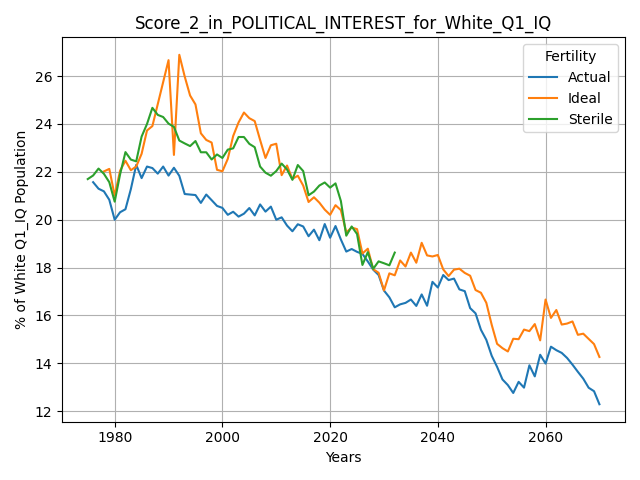 Score_2_in_POLITICAL_INTEREST_for_White_Q1_IQ
Fertility
Actual
Ideal
Sterile
% of White Q1_IQ Population
26
24
22
20
18
16
14
12
1980
2000
2020
2040
2060
Years